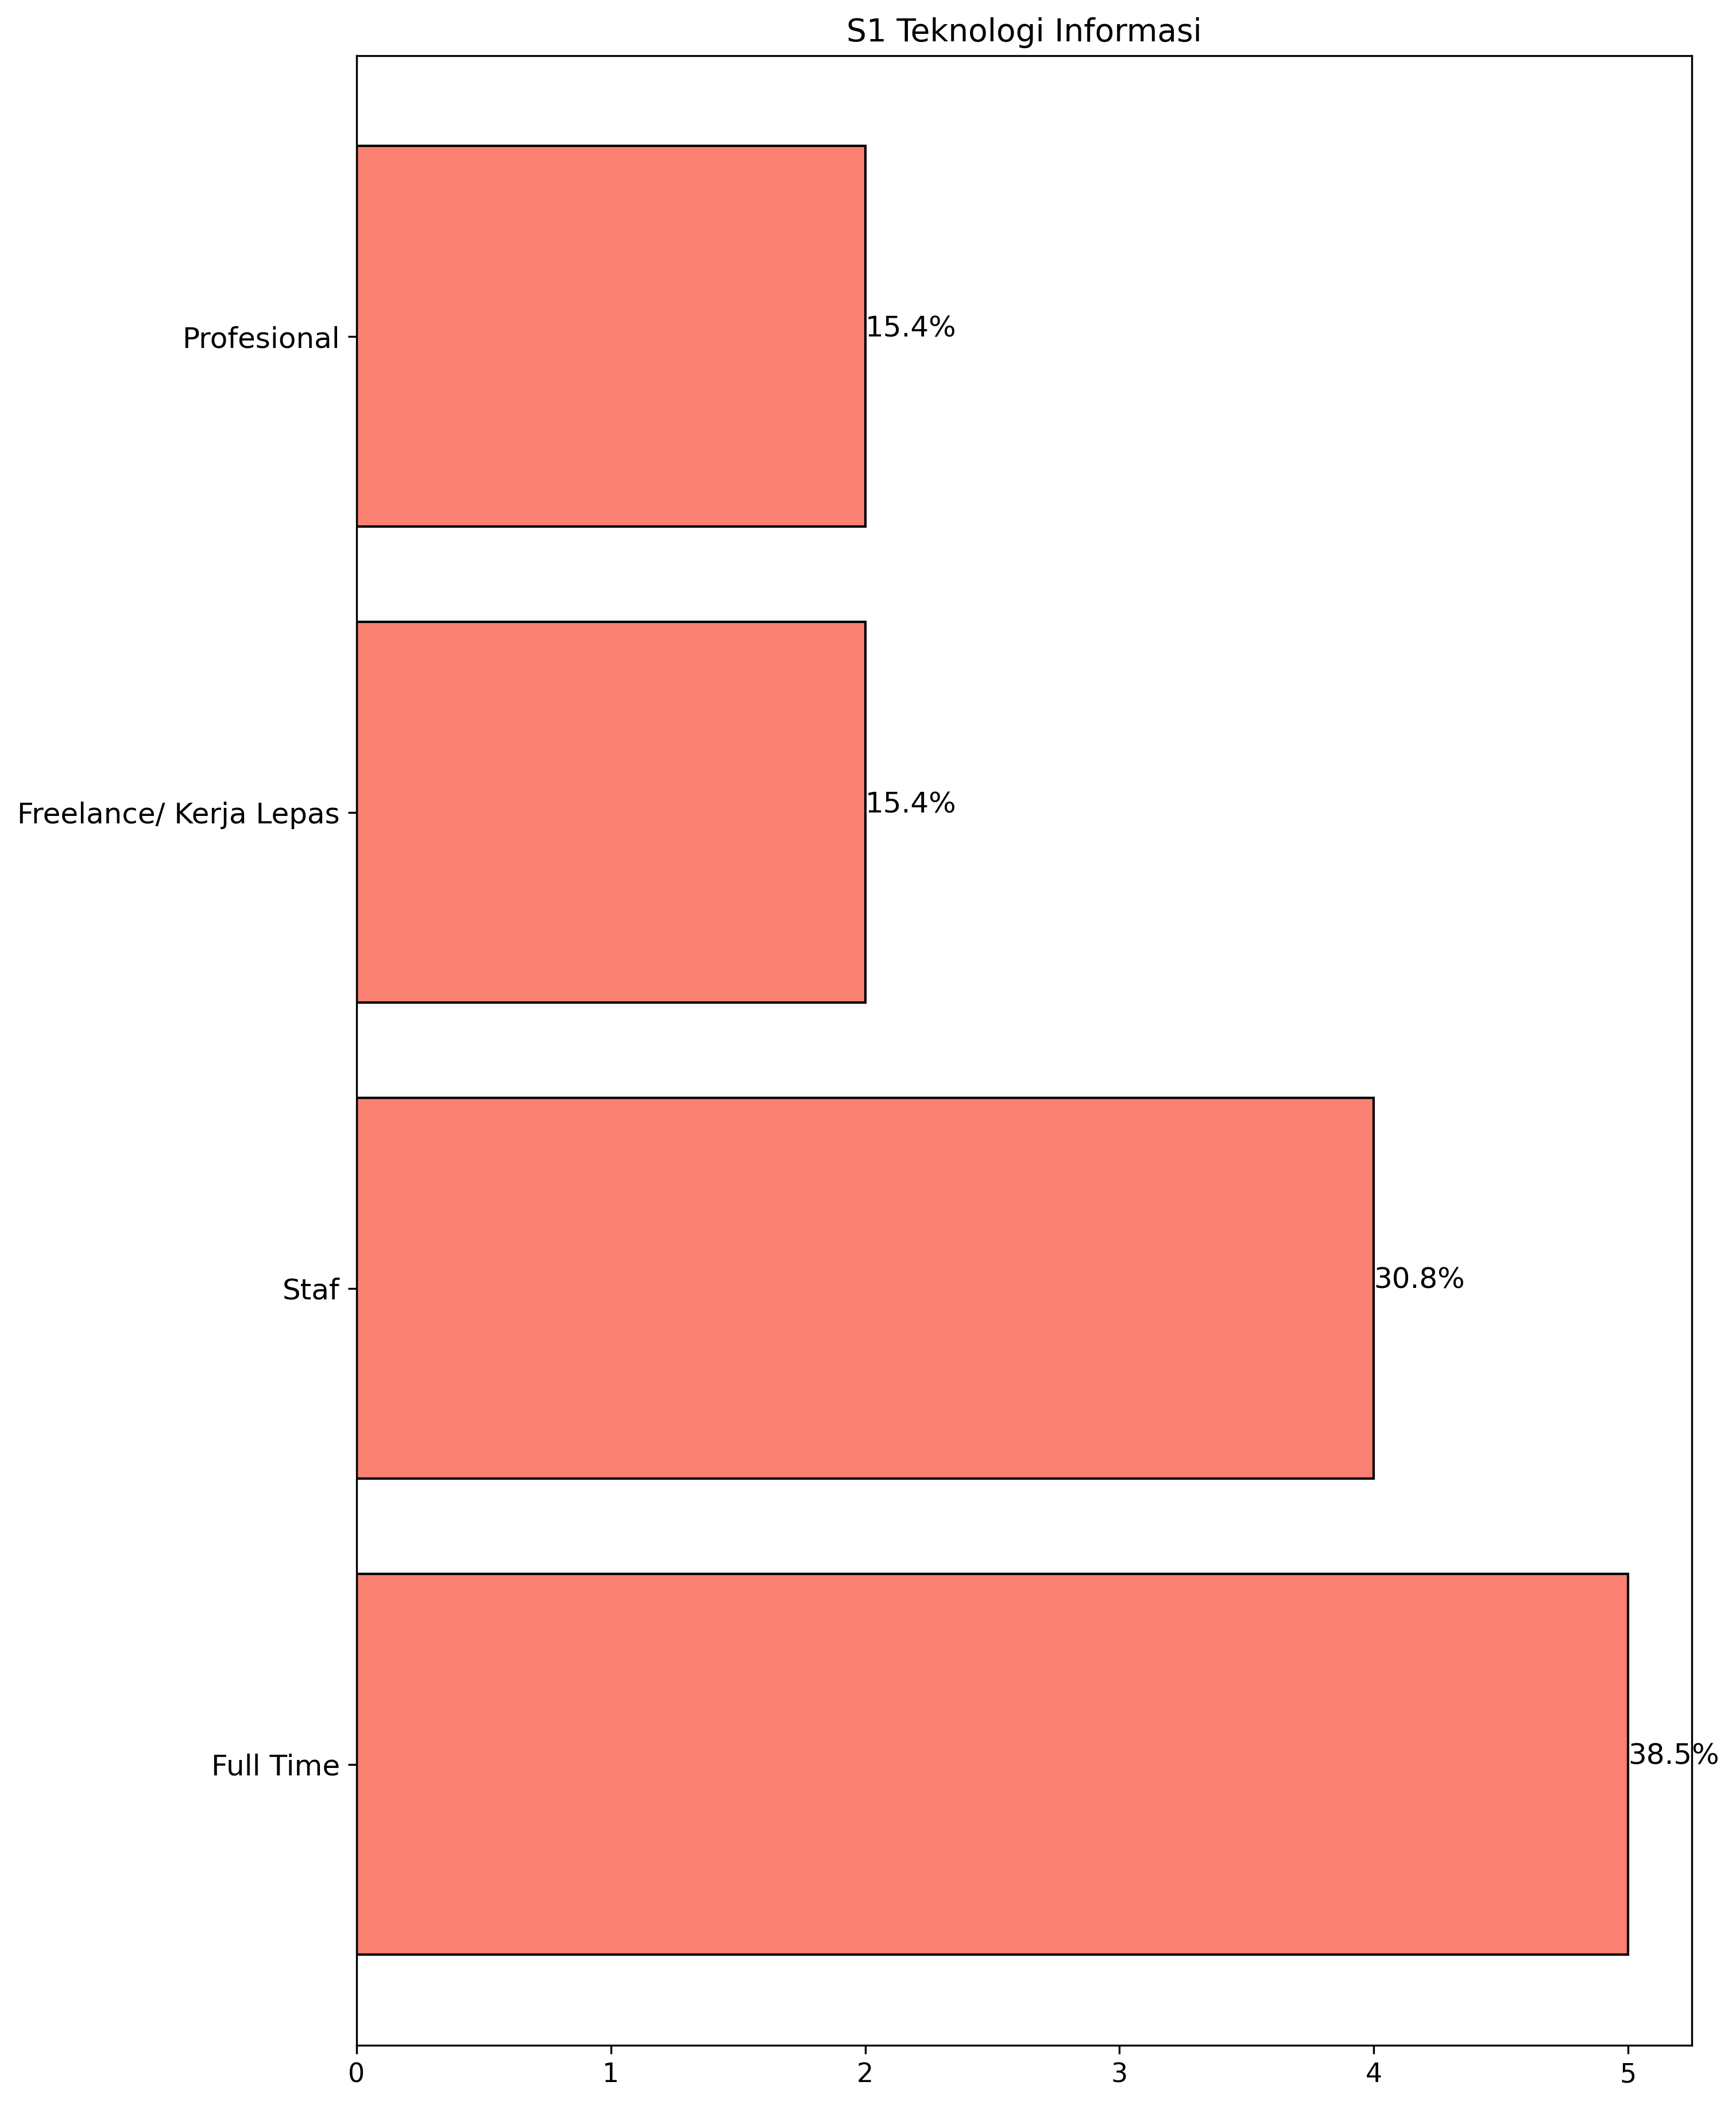 S1 Teknologi Informasi
Profesional
15.4%
Freelance/ Kerja Lepas
15.4%
Staf
30.8%
Full Time
38.5%
0 1 2 3 4 5